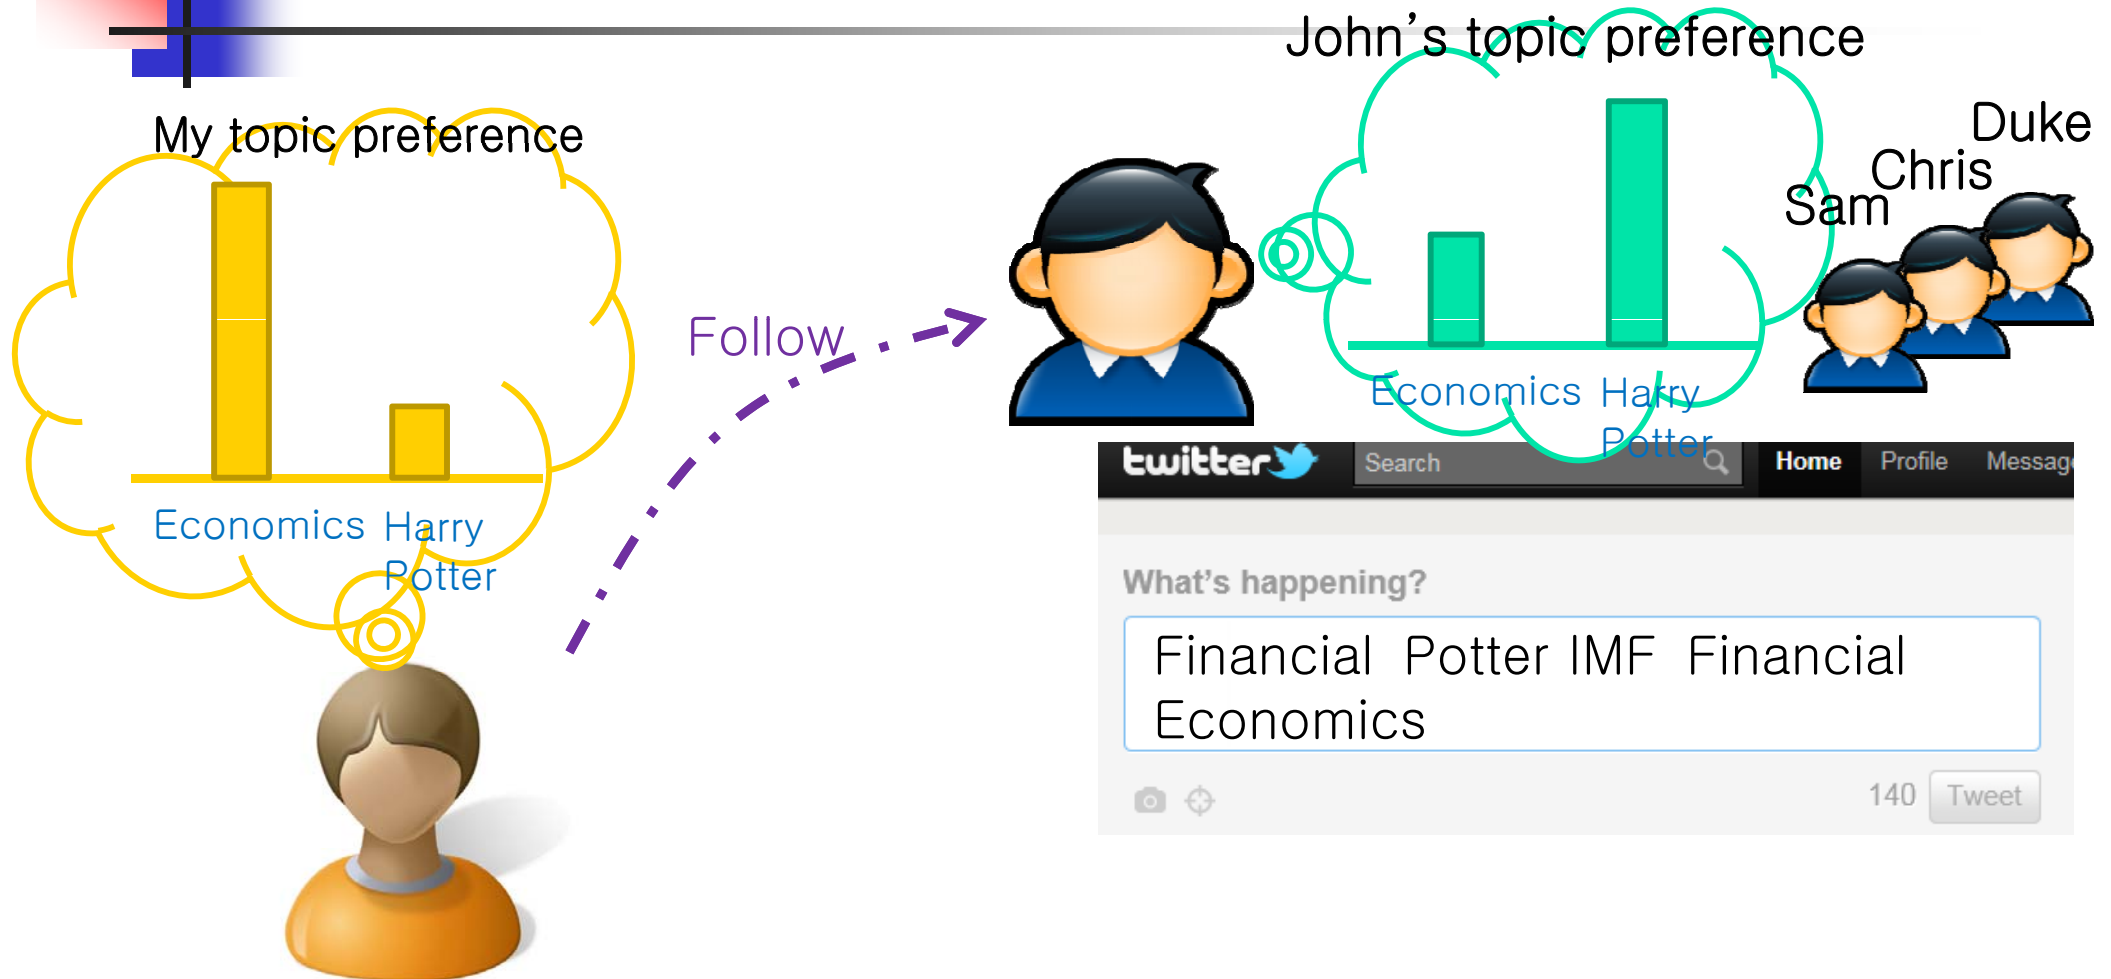 John's topic preference
My topic preference
Duke
Chris
Sam
Follow
Economics Harry
Potter
Economics Harry
Potter
twitter Search Home Profile Messag
What's happening?
Financial Potter IMF Financial
Economics
140 Tweet